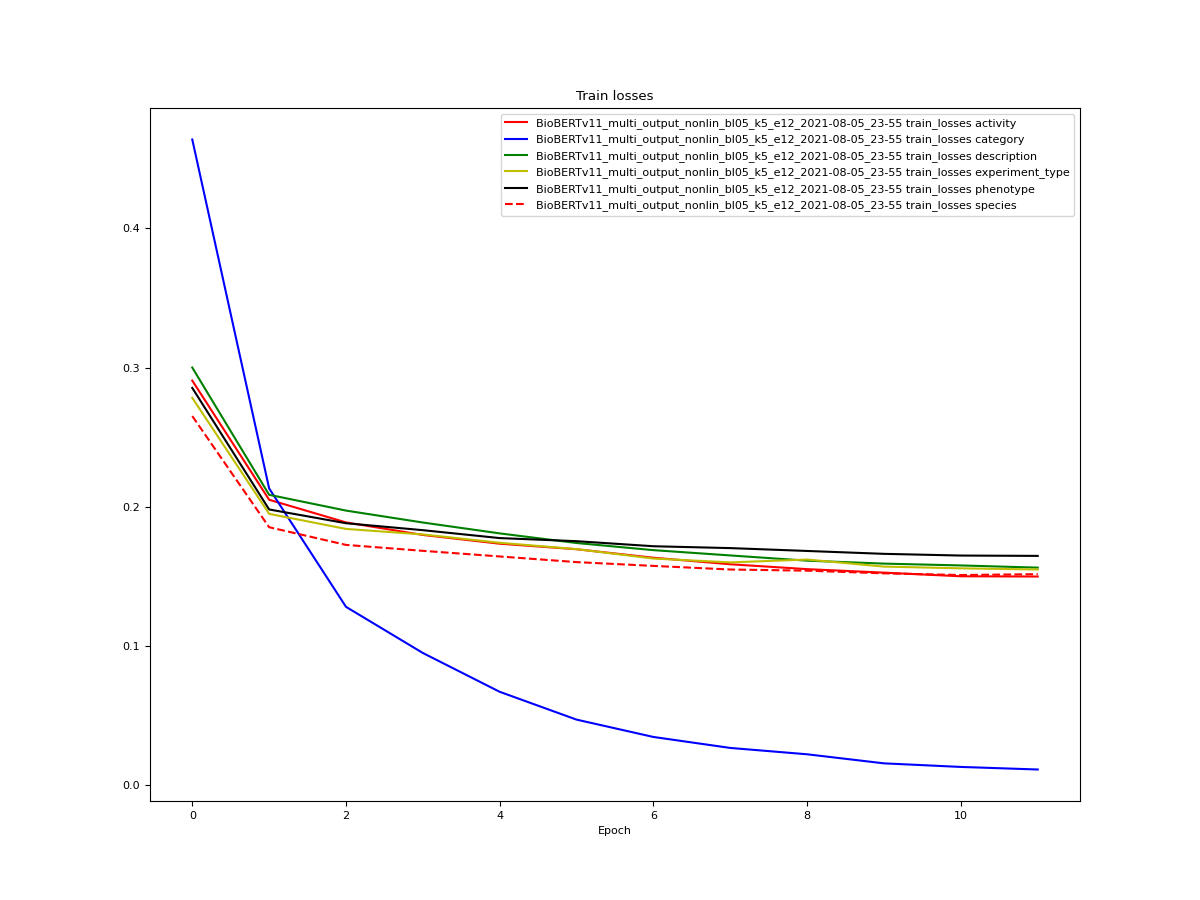 Train losses
BioBERTv11_multi_output_nonlin_bl05_k5_e12_2021-08-05_23-55 train_losses activity
BioBERTv11_multi_output_nonlin_bl05_k5_e12_2021-08-05_23-55 train_losses category
BioBERTv11_multi_output_nonlin_bl05_k5_e12_2021-08-05_23-55 train_losses description
BioBERTv11_multi_output_nonlin_bl05_k5_e12_2021-08-05_23-55 train_losses experiment_type
BioBERTv11_multi_output_nonlin_bl05_k5_e12_2021-08-05_23-55 train_losses phenotype
BioBERTv11_multi_output_nonlin_bl05_k5_e12_2021-08-05_23-55 train_losses species
0.4
0.3
0.2
0.1
0.0
0 2 4 6 8 10
Epoch